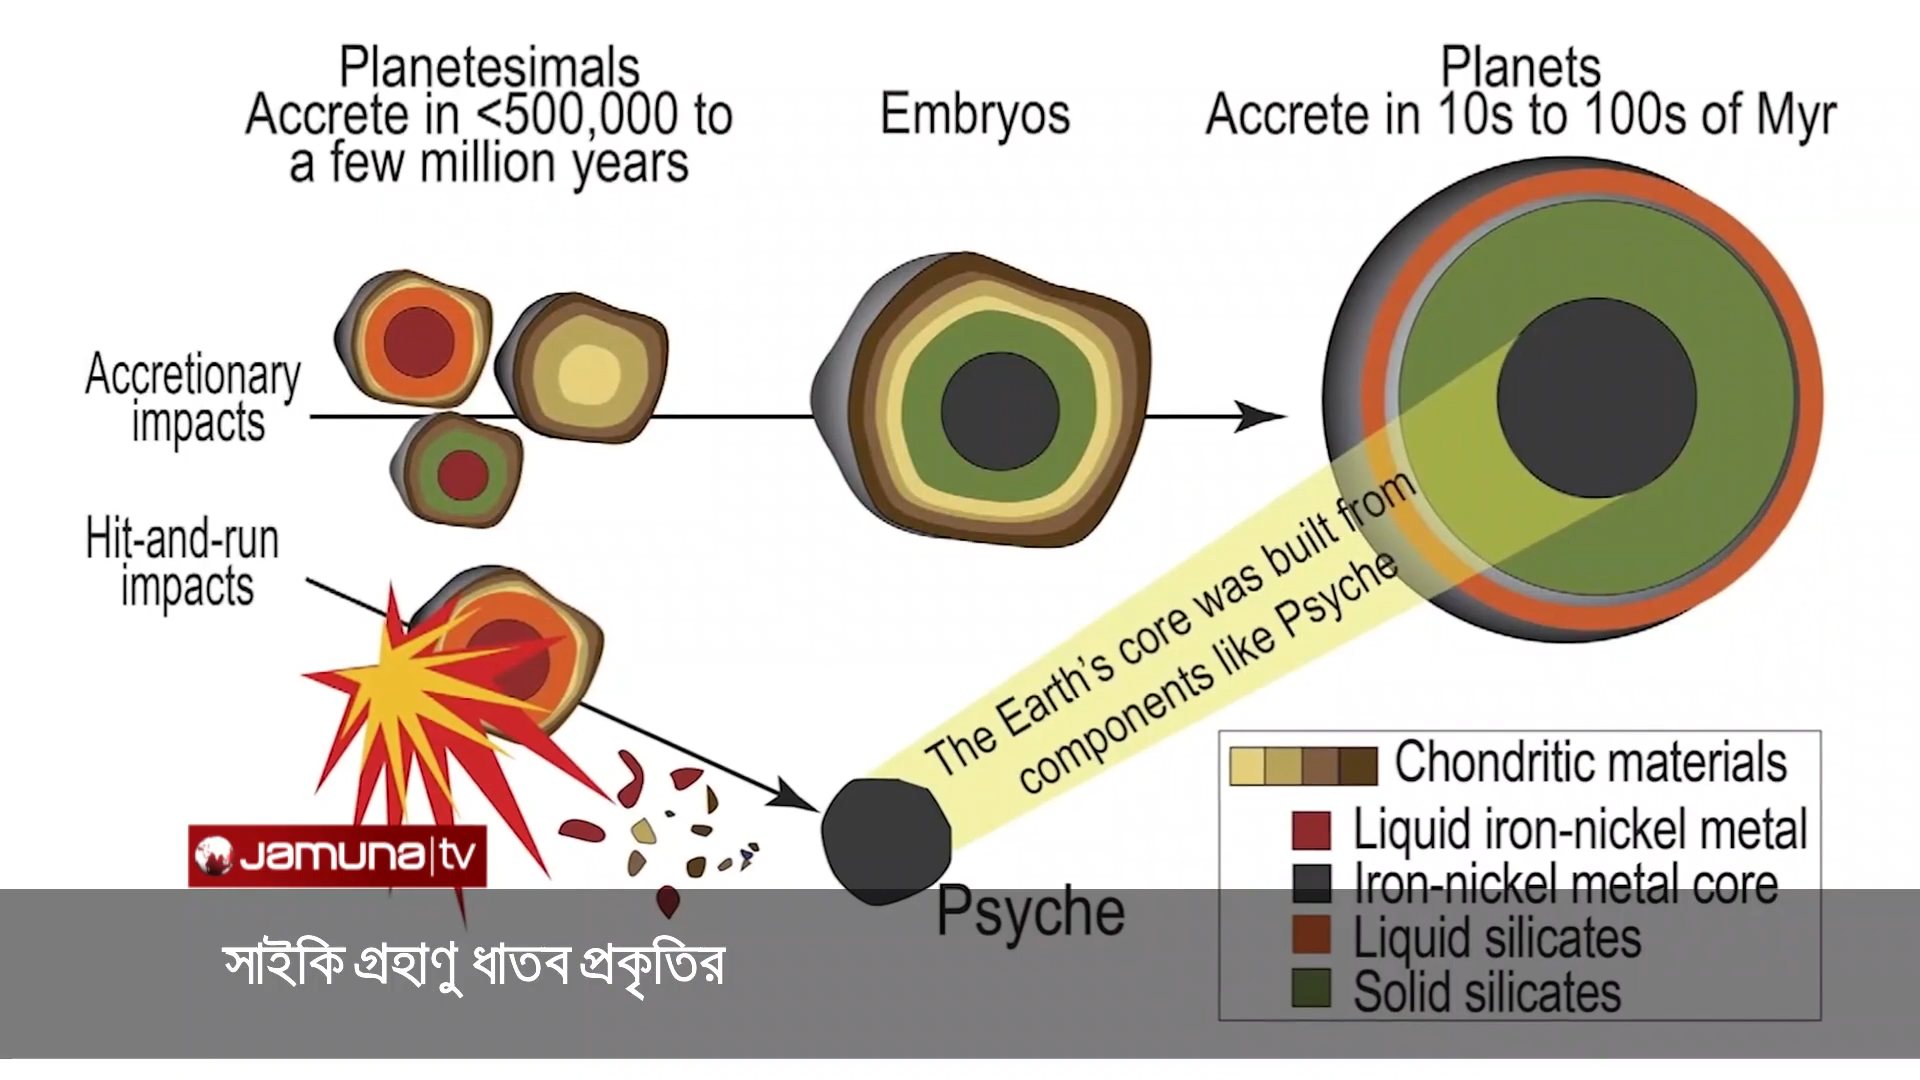 Planetesimals
Accrete in <500,000 to
a few million years
Embryos
Planets
Accrete in 10s to 100s of Myr
Accretionary
impacts
Hit-and-run
impacts
The Earth's core was built from
components like Psyche
Psyche
Chondritic materials
Liquid iron-nickel metal
Iron-nickel metal core
Liquid silicates
Solid silicates
Jamuna|tv
সাইকি গ্রহাণু ধাতব প্রকৃতির